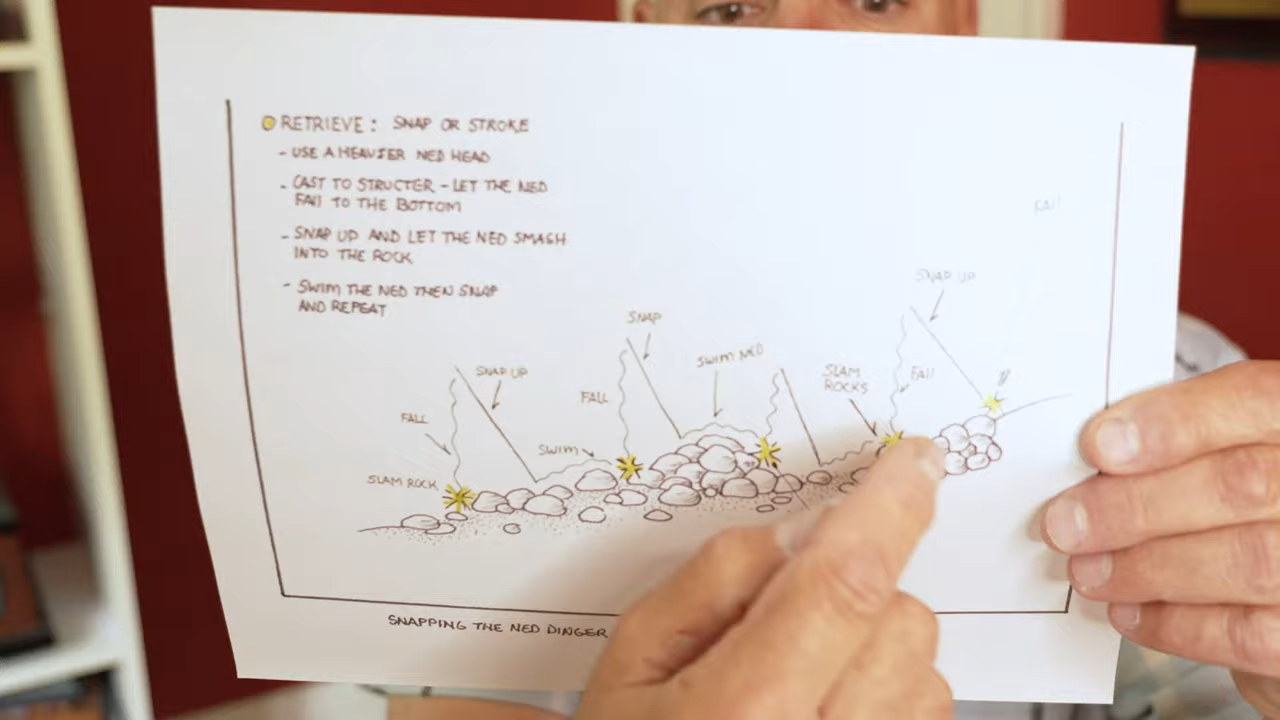 RETRIEVE: SNAP OR STROKE
- USE A HEAVIER NED HEAD
- CAST TO STRUCTER - LET THE NED
FALL TO THE BOTTOM
- SNAP UP AND LET THE NED SMASH
INTO THE ROCK
- SWIM THE NED THEN SNAP
AND REPEAT
FALL
SNAP UP
SNAP
SWIM NED
SLAM
ROCKS
FALL
SNAP UP
FALL
FALL
SWIM
SLAM ROCK
SNAPPING THE NED DINGER